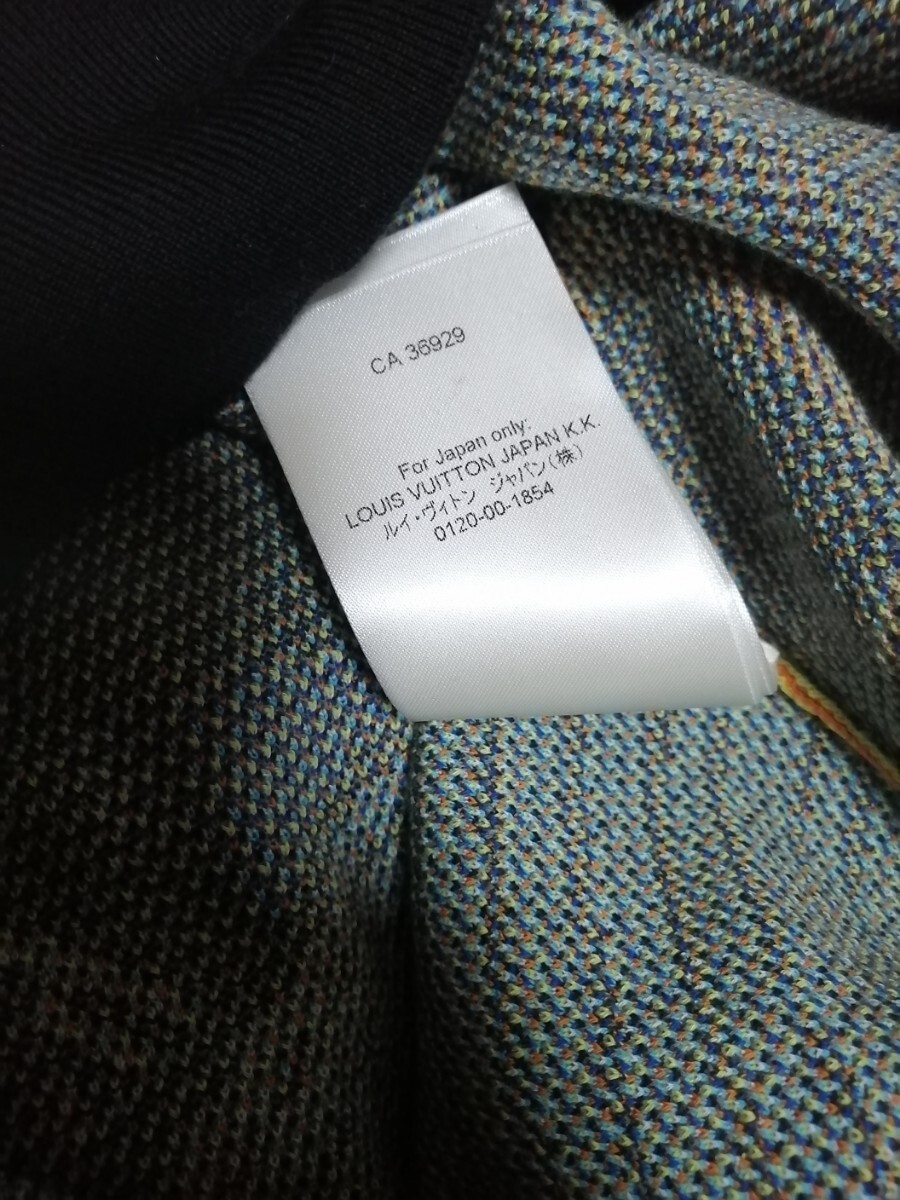 CA 36929
For Japan only:
LOUIS VUITTON JAPAN K.K.
ルイ・ヴィトン ジャパン(株)
0120-00-1854